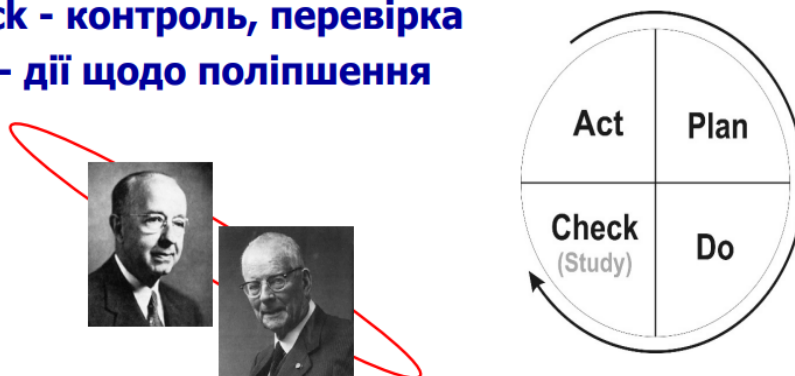 ck - контроль, перевірка
- дії щодо поліпшення
Act
Plan
Check
(Study)
Do